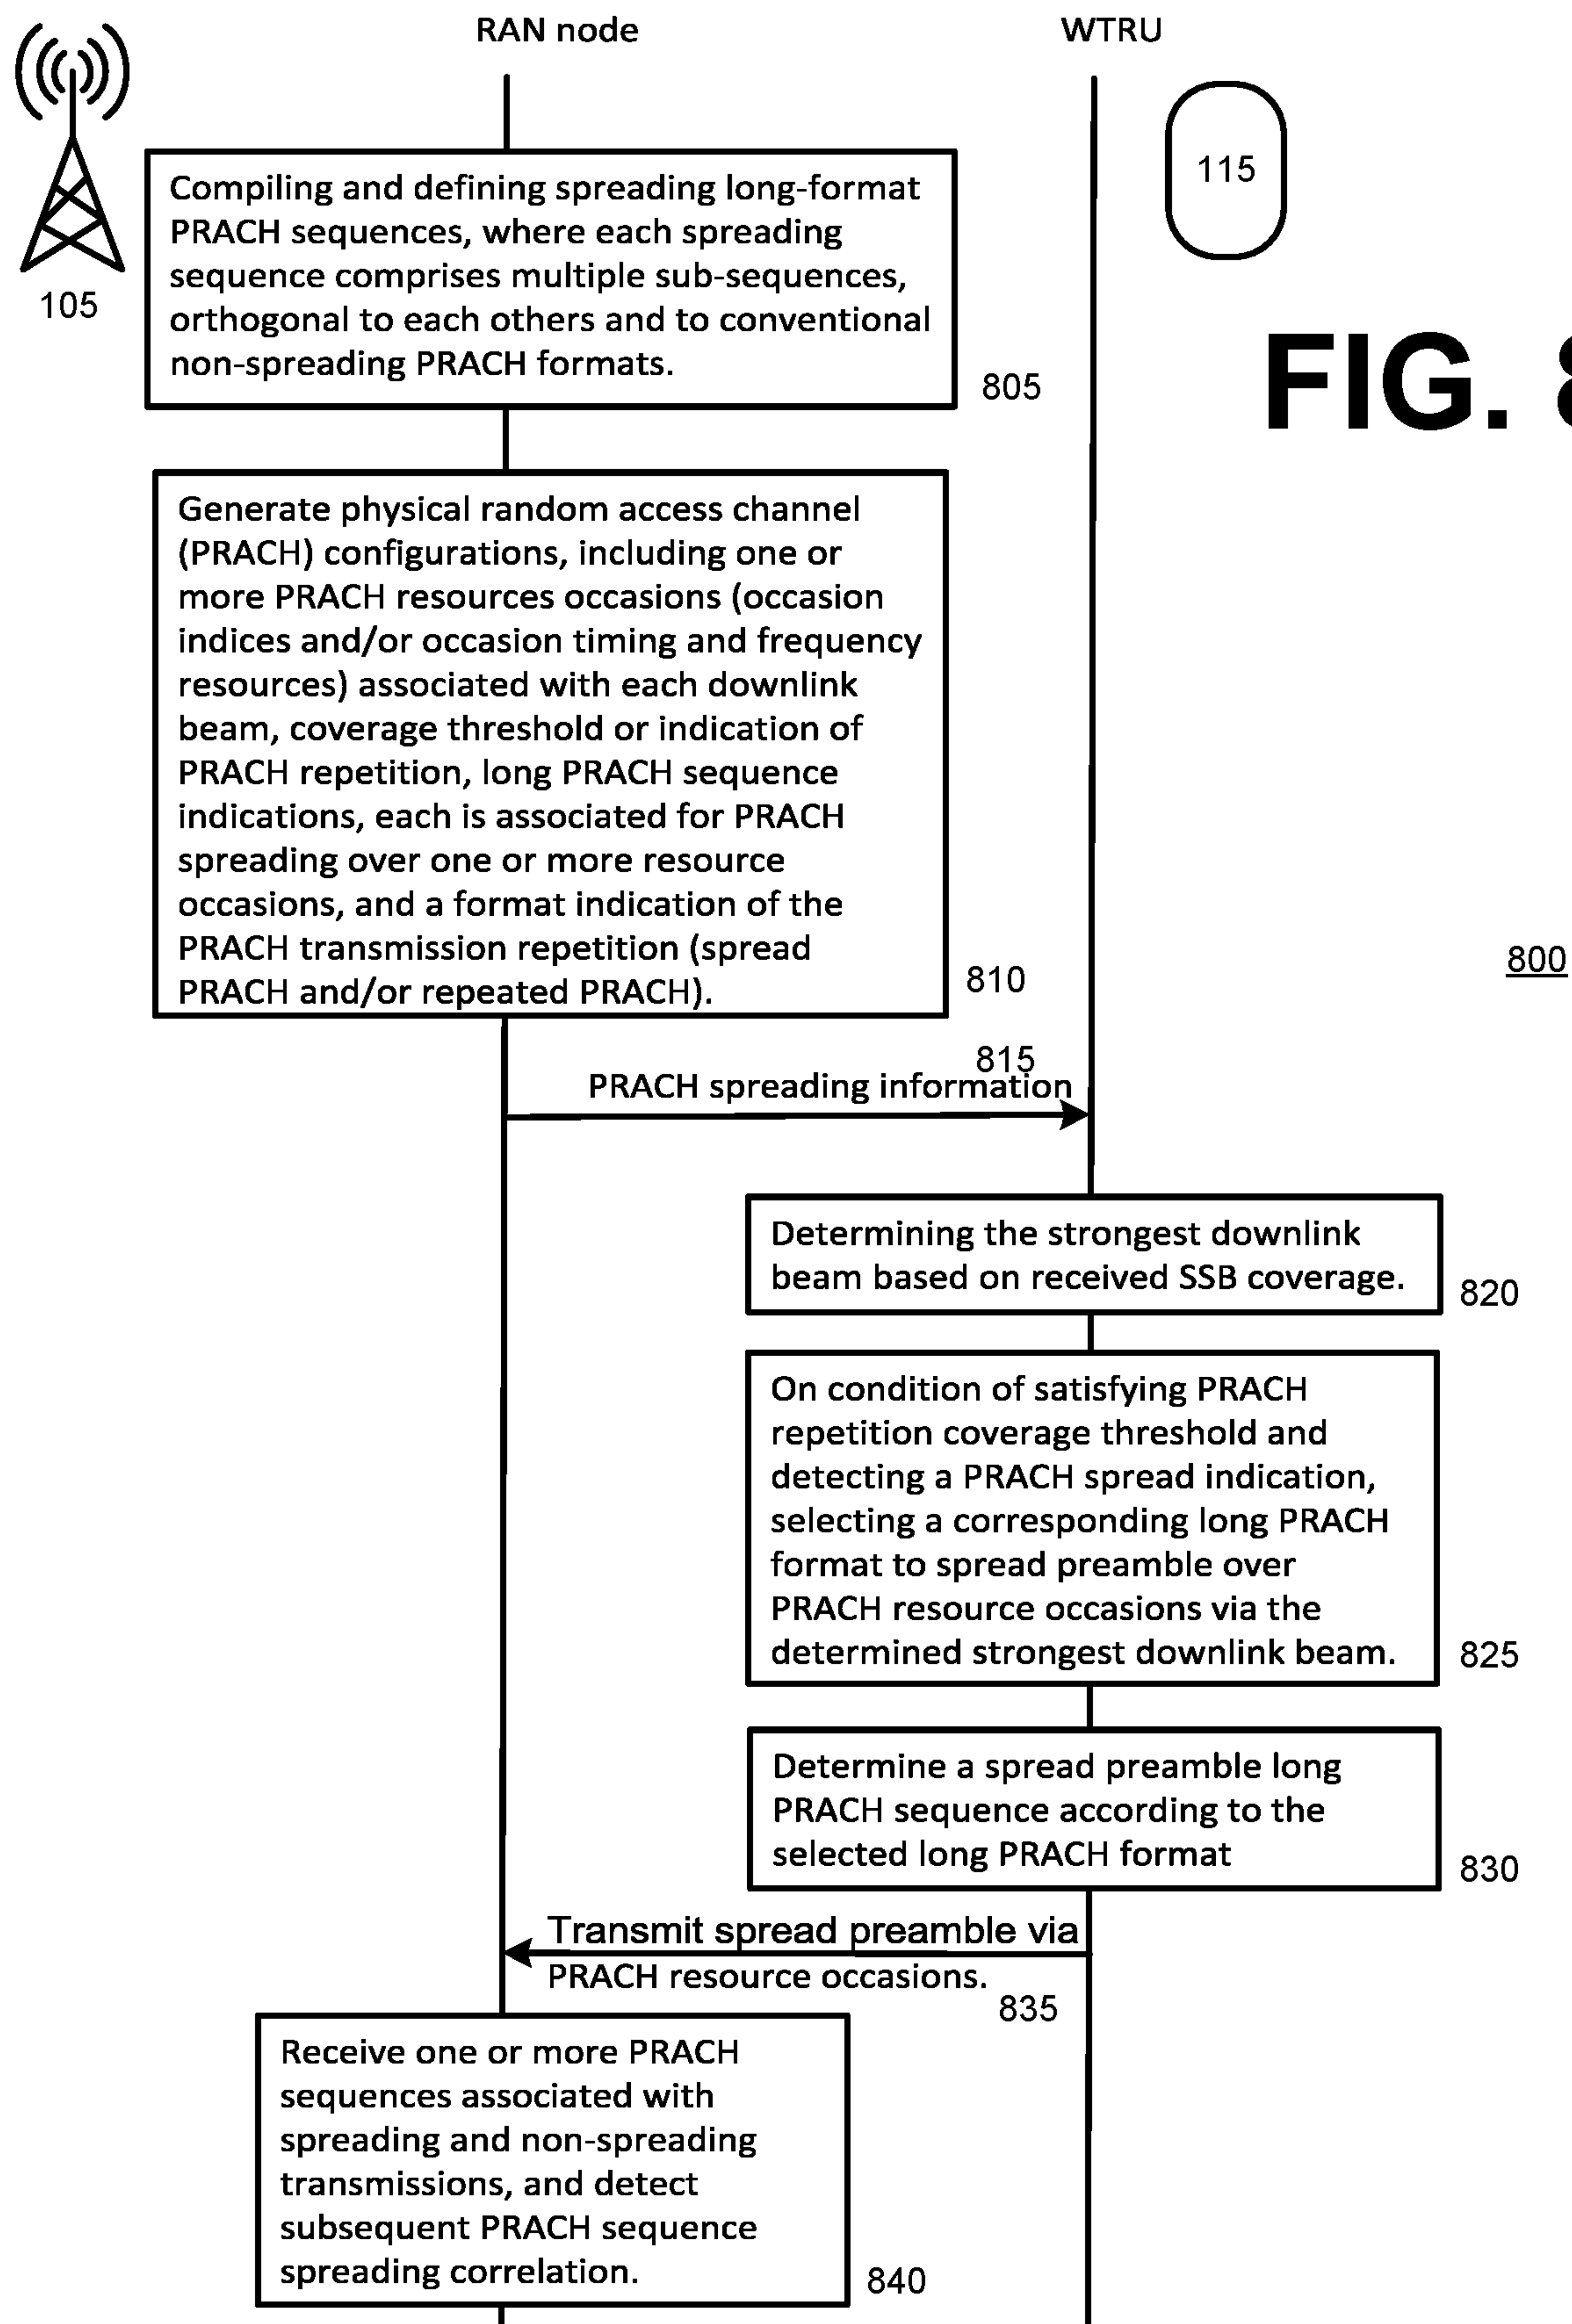 RAN node
WTRU
115
105
Compiling and defining spreading long-format
PRACH sequences, where each spreading
sequence comprises multiple sub-sequences,
orthogonal to each others and to conventional
non-spreading PRACH formats.
805
FIG. 8
Generate physical random access channel
(PRACH) configurations, including one or
more PRACH resources occasions (occasion
indices and/or occasion timing and frequency
resources) associated with each downlink
beam, coverage threshold or indication of
PRACH repetition, long PRACH sequence
indications, each is associated for PRACH
spreading over one or more resource
occasions, and a format indication of the
PRACH transmission repetition (spread
PRACH and/or repeated PRACH).
810
800
815
PRACH spreading information
Determining the strongest downlink
beam based on received SSB coverage.
820
On condition of satisfying PRACH
repetition coverage threshold and
detecting a PRACH spread indication,
selecting a corresponding long PRACH
format to spread preamble over
PRACH resource occasions via the
determined strongest downlink beam.
825
Determine a spread preamble long
PRACH sequence according to the
selected long PRACH format
830
Transmit spread preamble via
PRACH resource occasions.
835
Receive one or more PRACH
sequences associated with
spreading and non-spreading
transmissions, and detect
subsequent PRACH sequence
spreading correlation.
840